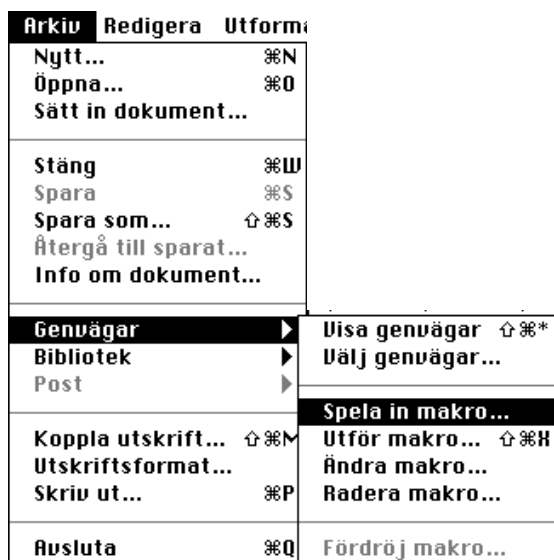 Arkiv Redigera Utforma
Nytt... ⌘N
Öppna... ⌘O
Sätt in dokument...
Stäng ⌘W
Spara ⌘S
Spara som... ⇧⌘S
Återgå till sparat...
Info om dokument...
Genvägar
Bibliotek
Post
Koppla utskrift... ⇧⌘M
Utskriftsformat...
Skriv ut... ⌘P
Avsluta ⌘Q
Visa genvägar ⇧⌘*
Välj genvägar...
Spela in makro...
Utför makro... ⇧⌘X
Ändra makro...
Radera makro...
Fördröj makro...